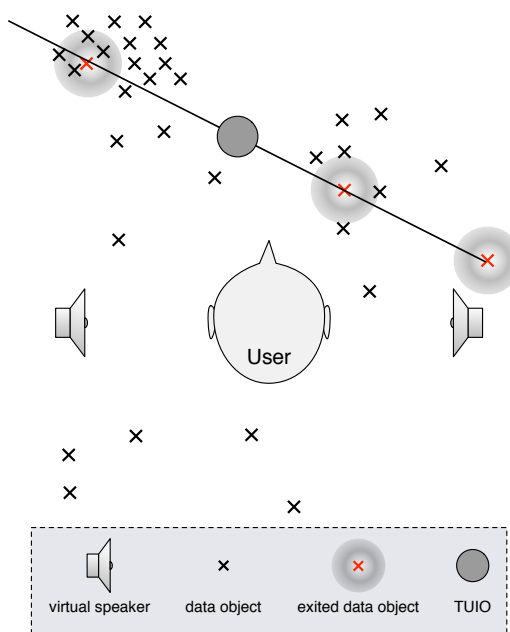 User
virtual speaker
data object
exited data object
TUIO